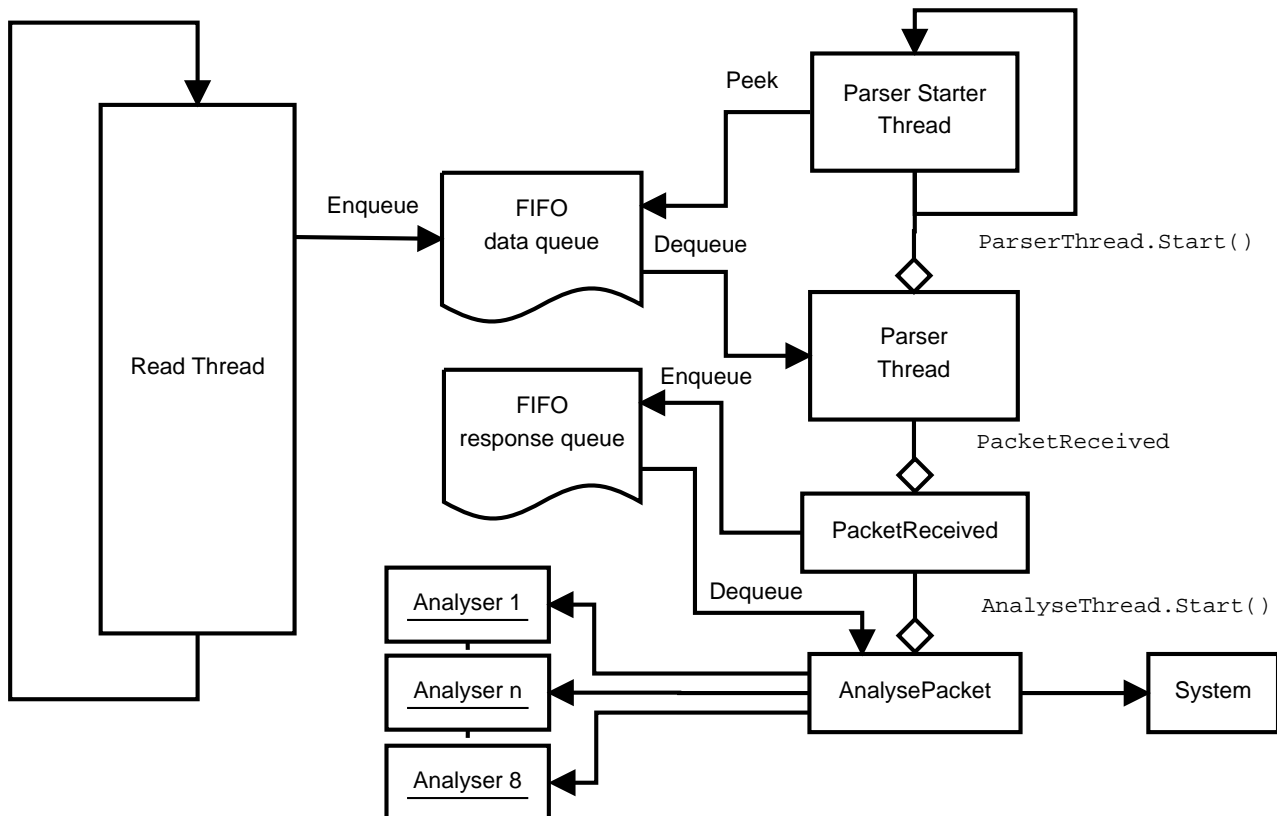 Peek
Parser Starter
Thread
Enqueue
FIFO
data queue
Dequeue
ParserThread.Start()
Read Thread
Parser
Thread
Enqueue
FIFO
response queue
PacketReceived
PacketReceived
Dequeue
AnalyseThread.Start()
Analyser 1
Analyser n
Analyser 8
AnalysePacket
System